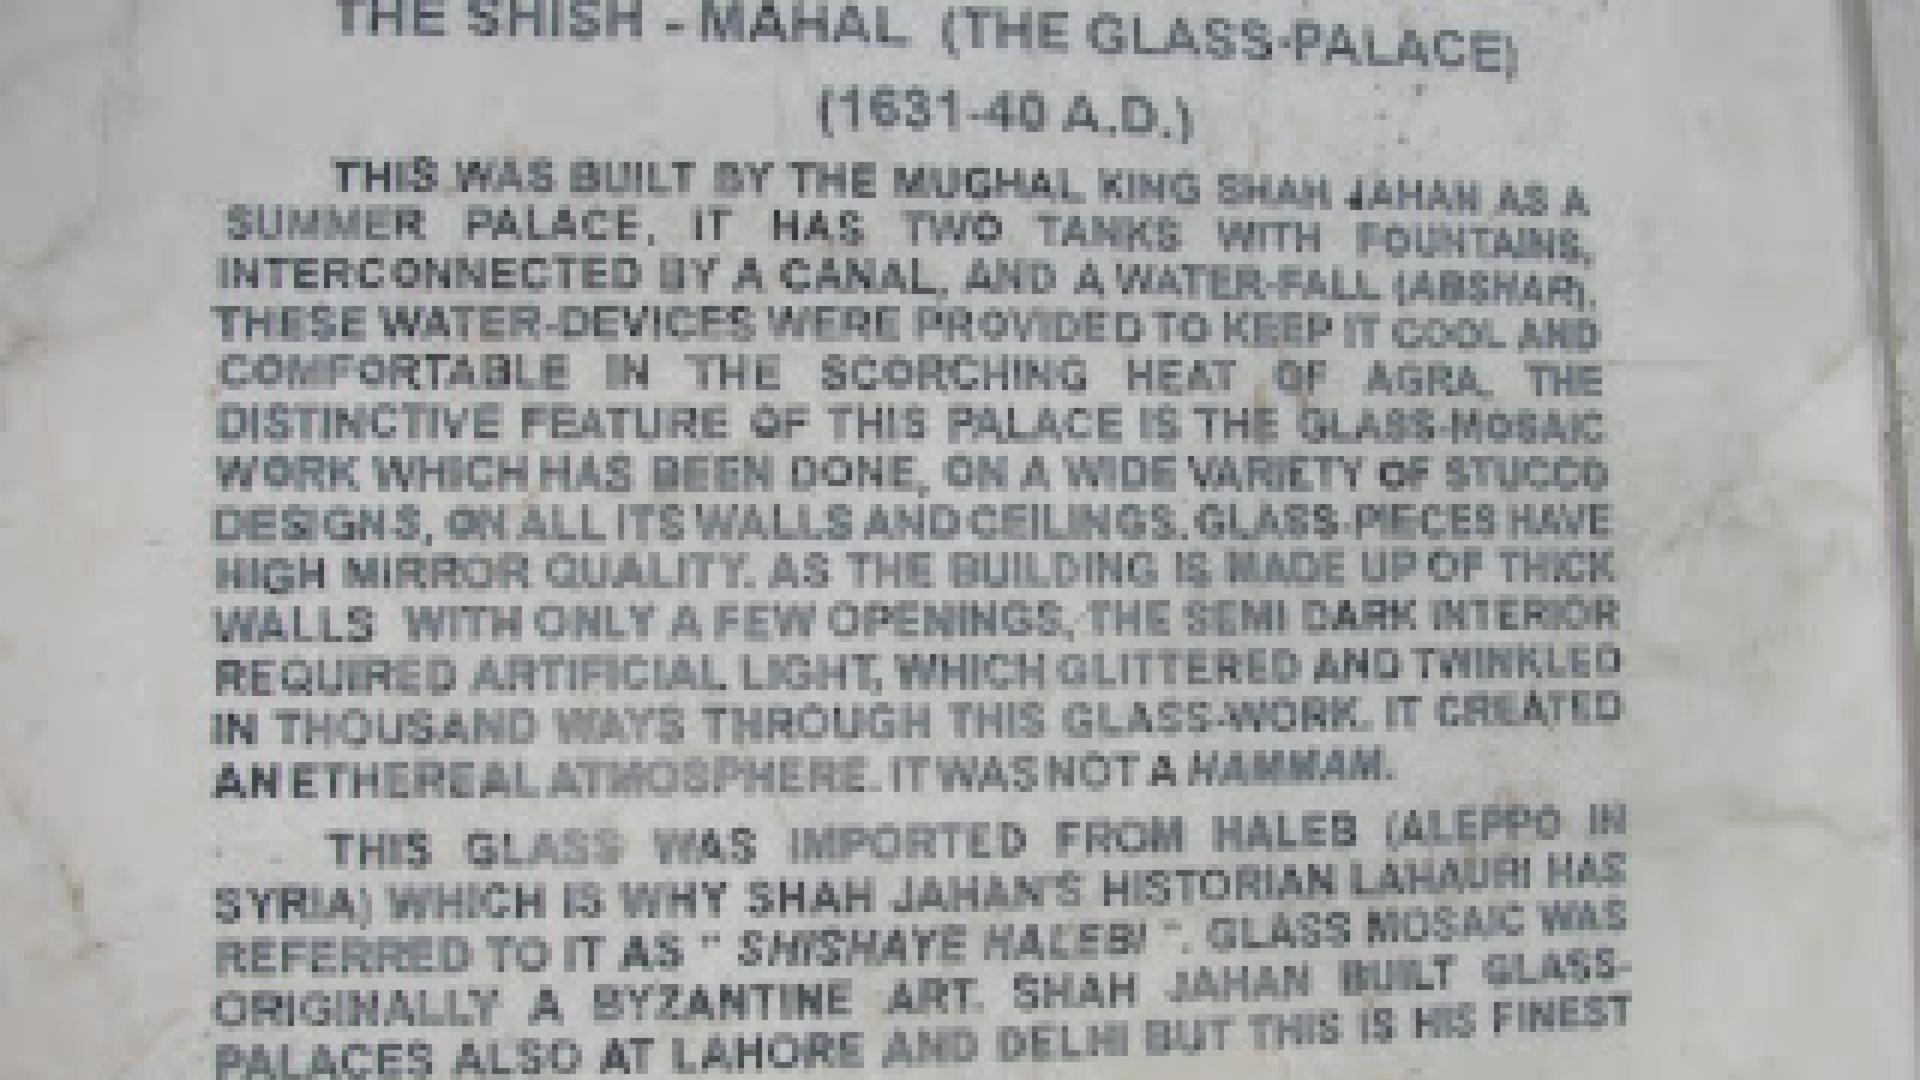 THE SHISH - MAHAL (THE GLASS-PALACE)
(1631-40 A.D.)
THIS WAS BUILT BY THE MUGHAL KING SHAH JAHAN AS A
SUMMER PALACE, IT HAS TWO TANKS WITH FOUNTAINS,
INTERCONNECTED BY A CANAL, AND A WATER-FALL (ABSHAR).
THESE WATER-DEVICES WERE PROVIDED TO KEEP IT COOL AND
COMFORTABLE IN THE SCORCHING HEAT OF AGRA. THE
DISTINCTIVE FEATURE OF THIS PALACE IS THE GLASS-MOSAIC
WORK WHICH HAS BEEN DONE, ON A WIDE VARIETY OF STUCCO
DESIGNS, ON ALL ITS WALLS AND CEILINGS. GLASS-PIECES HAVE
HIGH MIRROR QUALITY. AS THE BUILDING IS MADE UP OF THICK
WALLS WITH ONLY A FEW OPENINGS, THE SEMI DARK INTERIOR
REQUIRED ARTIFICIAL LIGHT, WHICH GLITTERED AND TWINKLED
IN THOUSAND WAYS THROUGH THIS GLASS-WORK. IT CREATED
AN ETHEREAL ATMOSPHERE. IT WAS NOT A HAMMAM.
THIS GLASS WAS IMPORTED FROM HALEB (ALEPPO IN
SYRIA) WHICH IS WHY SHAH JAHAN'S HISTORIAN LAHAURI HAS
REFERRED TO IT AS " SHISHAYE HALEBI ". GLASS MOSAIC WAS
ORIGINALLY A BYZANTINE ART. SHAH JAHAN BUILT GLASS-
PALACES ALSO AT LAHORE AND DELHI BUT THIS IS HIS FINEST